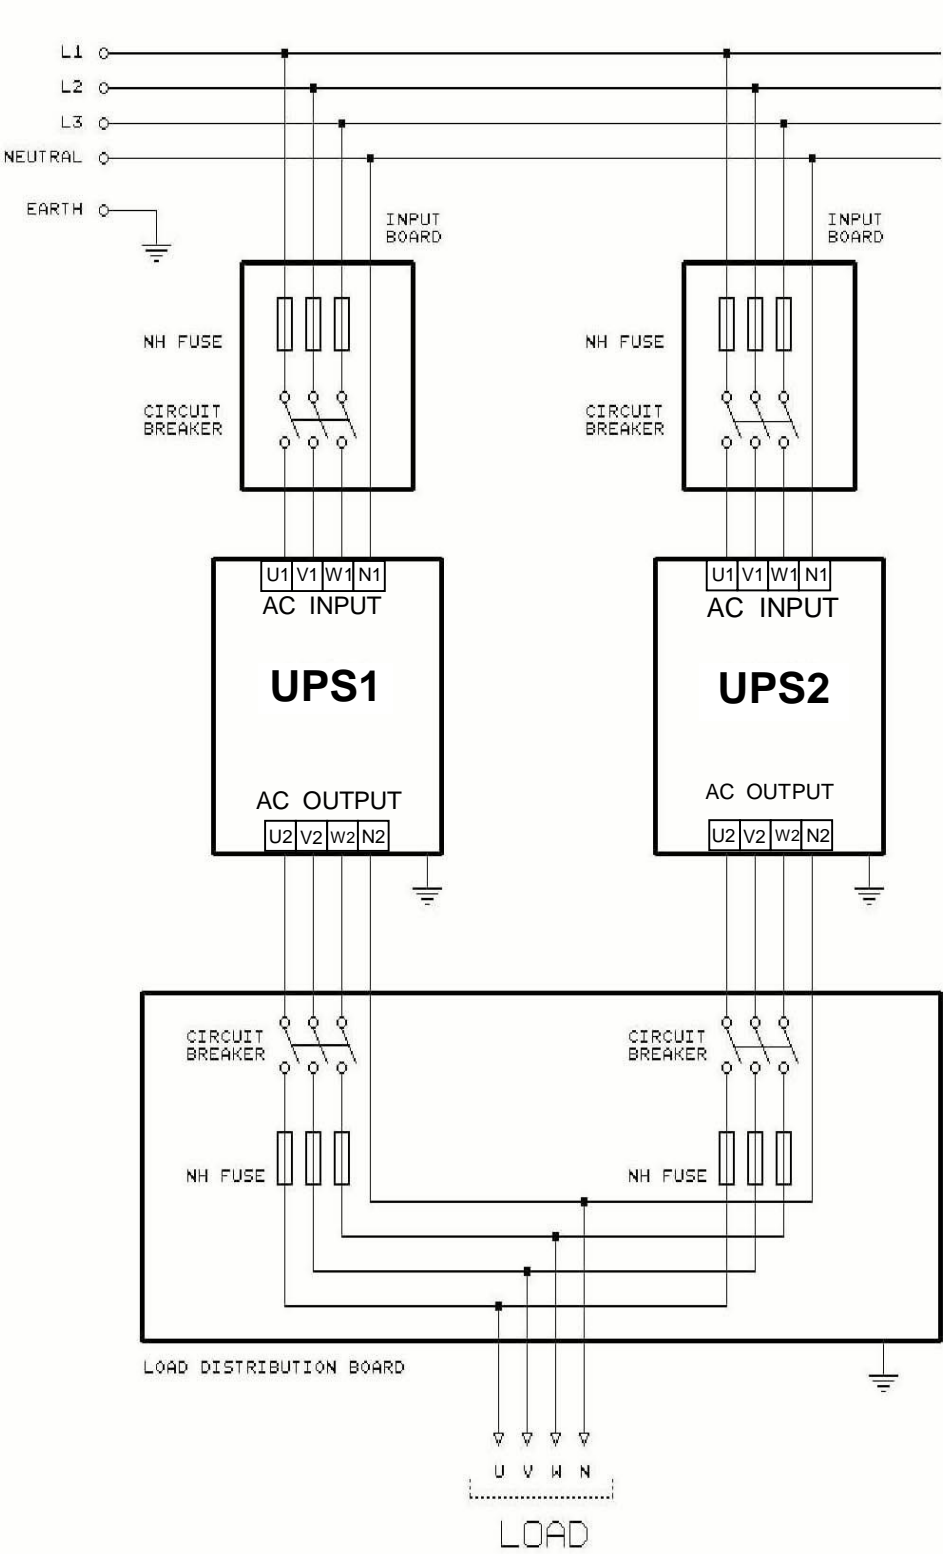 L1
L2
L3
NEUTRAL
EARTH
INPUT
BOARD
INPUT
BOARD
NH FUSE
NH FUSE
CIRCUIT
BREAKER
CIRCUIT
BREAKER
U1 V1 W1 N1
AC INPUT
UPS1
AC OUTPUT
U2 V2 W2 N2
U1 V1 W1 N1
AC INPUT
UPS2
AC OUTPUT
U2 V2 W2 N2
CIRCUIT
BREAKER
CIRCUIT
BREAKER
NH FUSE
NH FUSE
LOAD DISTRIBUTION BOARD
U V W N
LOAD